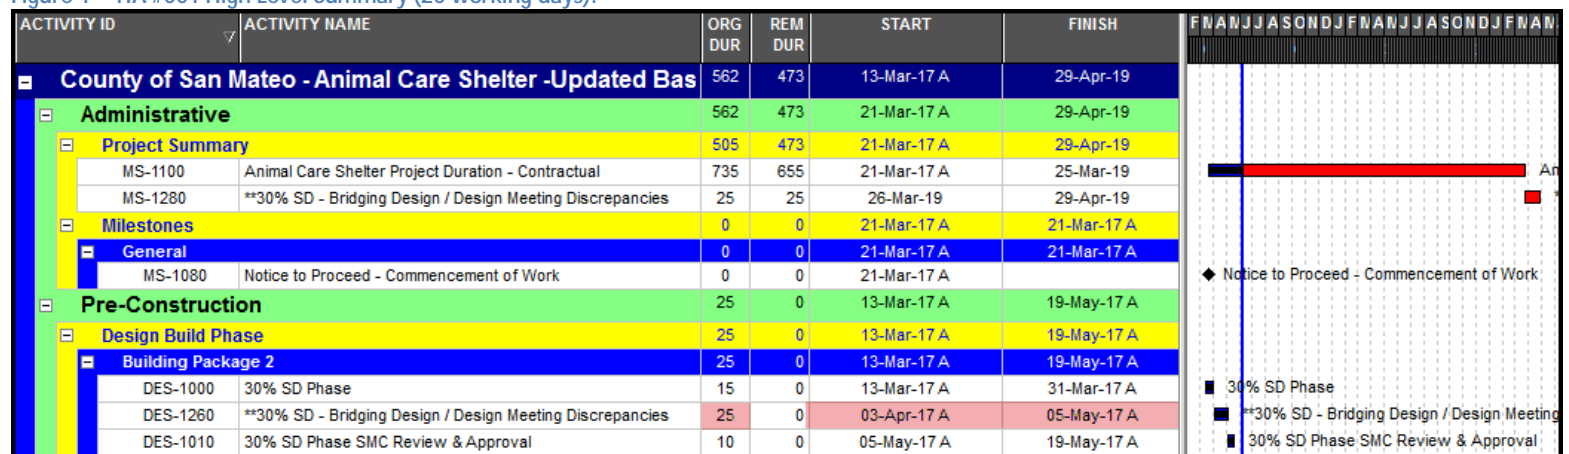 ACTIVITY ID ACTIVITY NAME ORG DUR REM DUR START FINISH F M A M J J A S O N D J F M A M J J A S O N D J F M A M
County of San Mateo - Animal Care Shelter -Updated Bas 562 473 13-Mar-17 A 29-Apr-19
Administrative 562 473 21-Mar-17 A 29-Apr-19
Project Summary 505 473 21-Mar-17 A 29-Apr-19
MS-1100 Animal Care Shelter Project Duration - Contractual 735 655 21-Mar-17 A 25-Mar-19 An
MS-1280 **30% SD - Bridging Design / Design Meeting Discrepancies 25 25 26-Mar-19 29-Apr-19
Milestones 0 0 21-Mar-17 A 21-Mar-17 A
General 0 0 21-Mar-17 A 21-Mar-17 A
MS-1080 Notice to Proceed - Commencement of Work 0 0 21-Mar-17 A Notice to Proceed - Commencement of Work
Pre-Construction 25 0 13-Mar-17 A 19-May-17 A
Design Build Phase 25 0 13-Mar-17 A 19-May-17 A
Building Package 2 25 0 13-Mar-17 A 19-May-17 A
DES-1000 30% SD Phase 15 0 13-Mar-17 A 31-Mar-17 A 30% SD Phase
DES-1260 **30% SD - Bridging Design / Design Meeting Discrepancies 25 0 03-Apr-17 A 05-May-17 A **30% SD - Bridging Design / Design Meeting
DES-1010 30% SD Phase SMC Review & Approval 10 0 05-May-17 A 19-May-17 A 30% SD Phase SMC Review & Approval